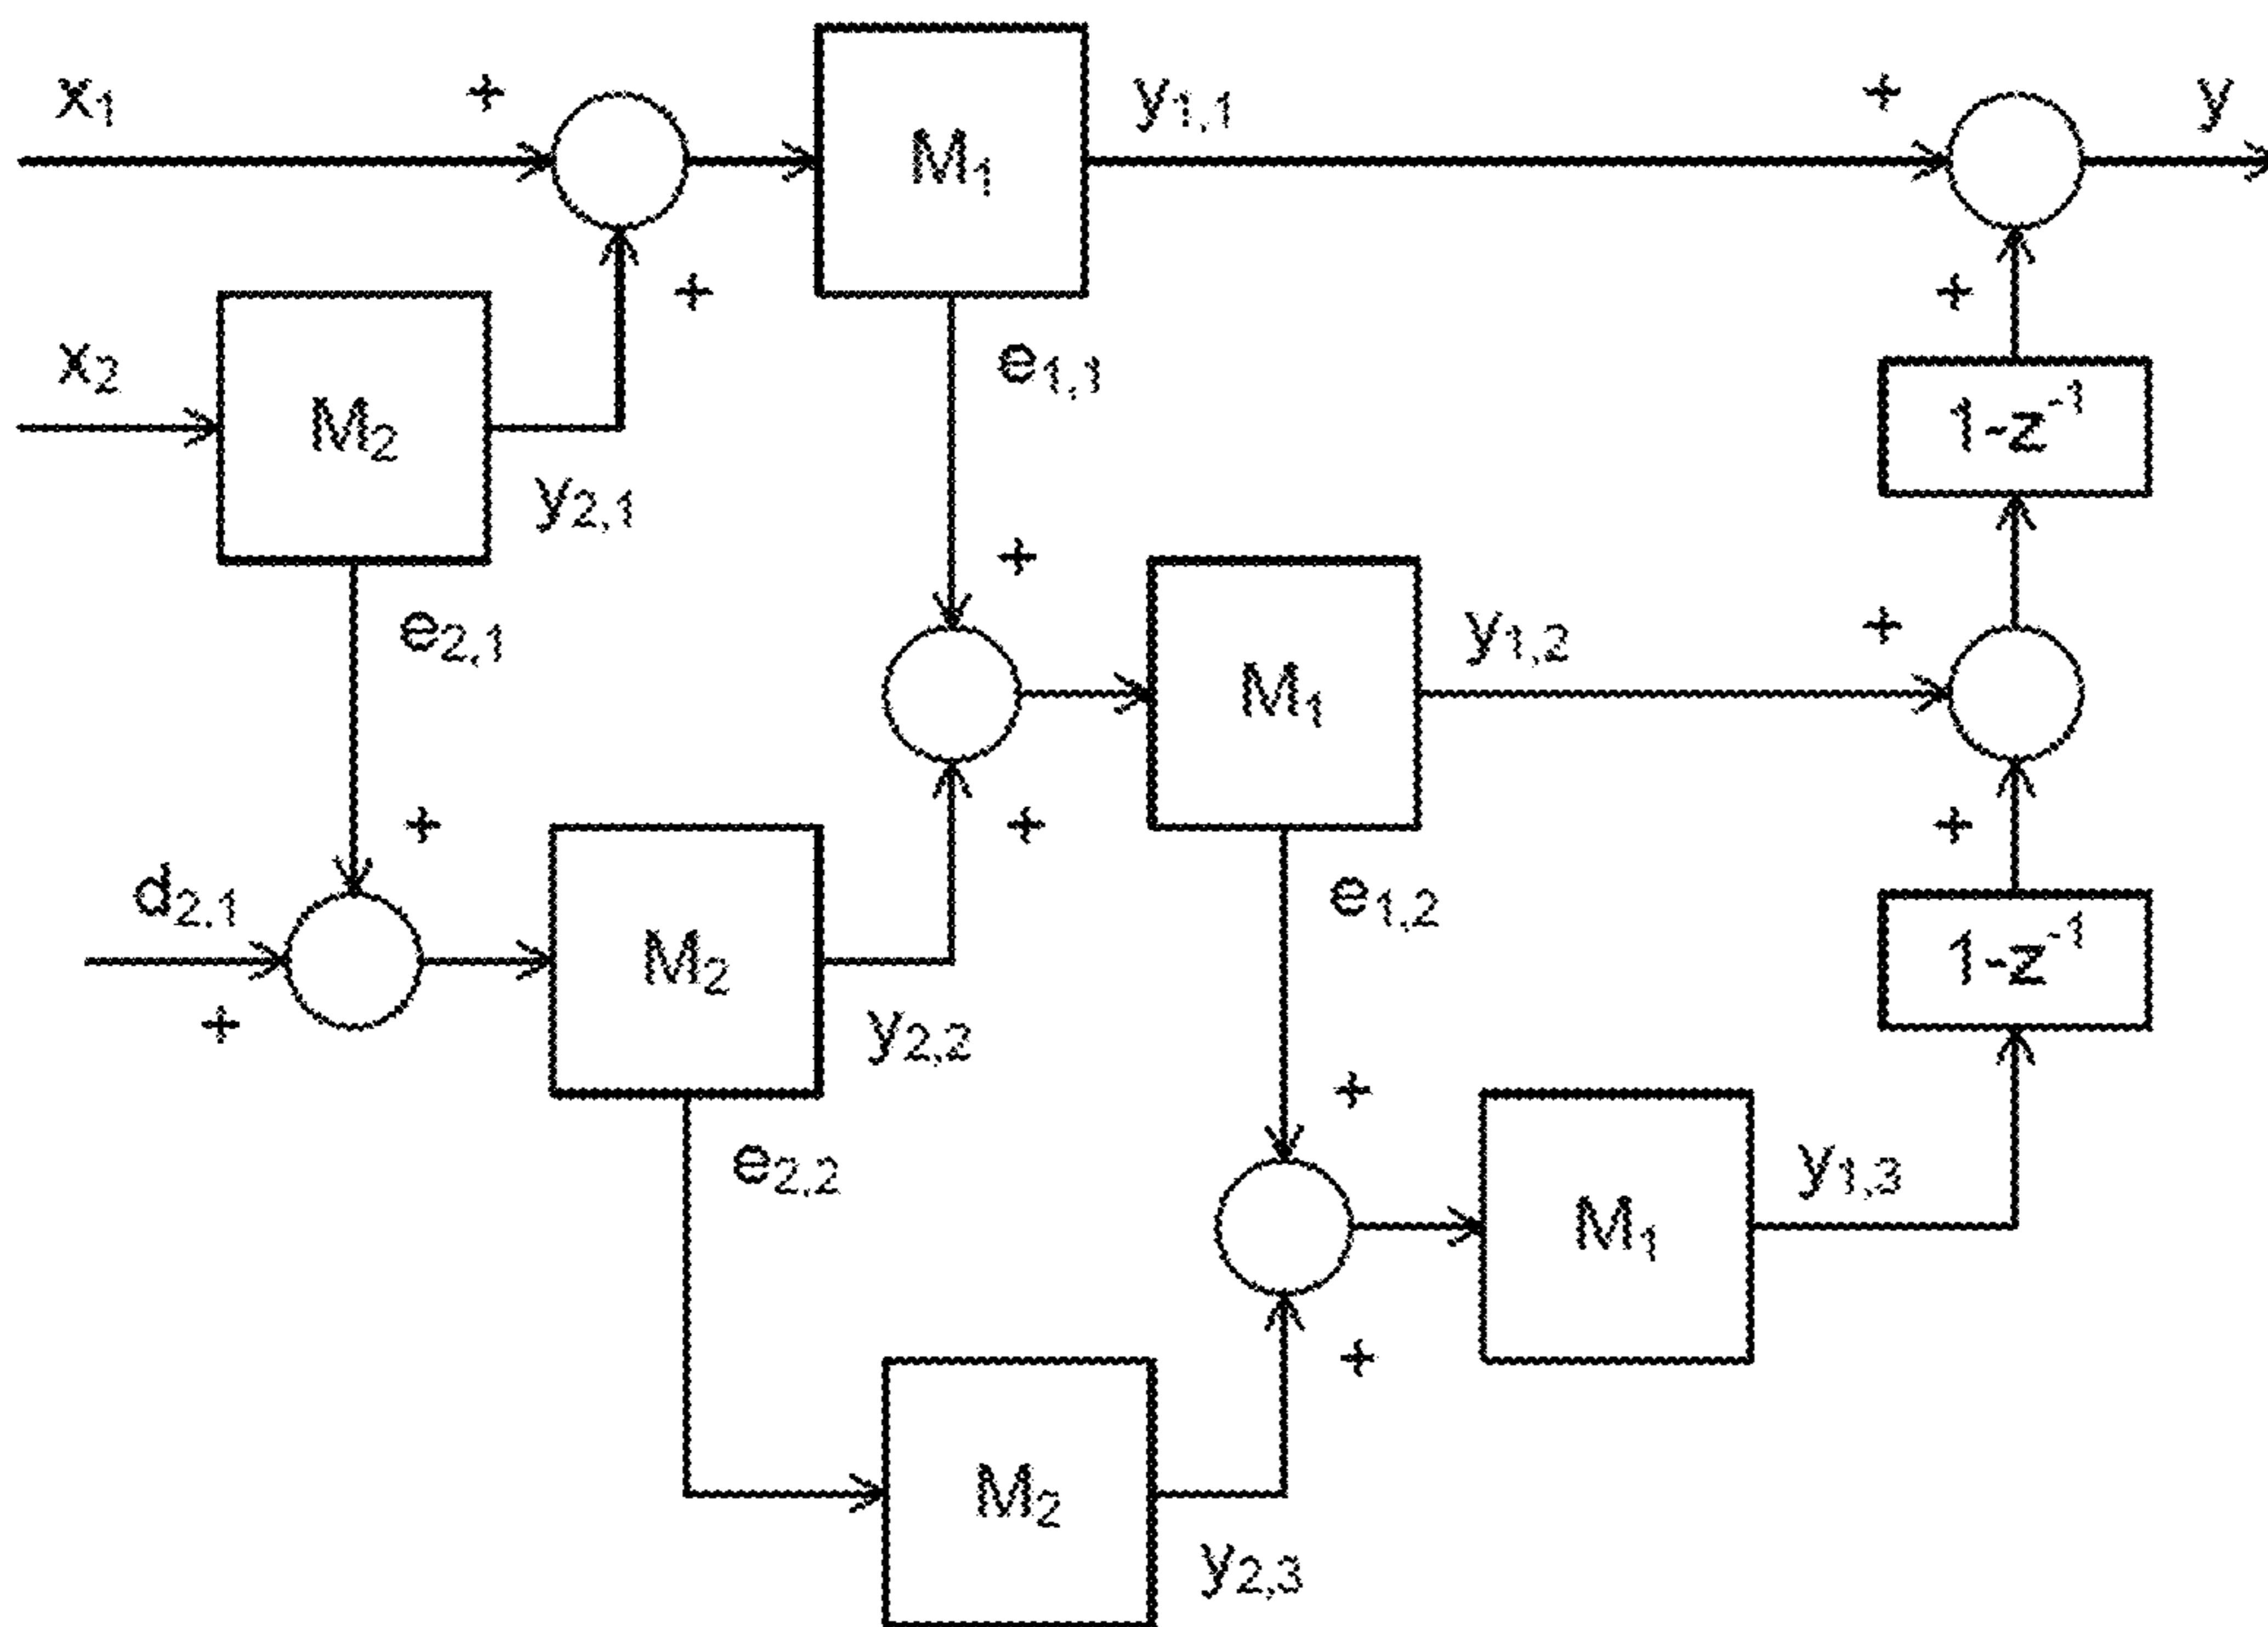 x₁ + M₁ y₁,₁ + y
+ +
x₂ M₂ e₁,₁ 1-z⁻¹
y₂,₁
+
e₂,₁ M₁ y₁,₂ +
+ + +
d₂,₁ M₂ e₁,₂ 1-z⁻¹
+ y₂,₂
+
e₂,₂ M₁ y₁,₃
+
M₂
y₂,₃